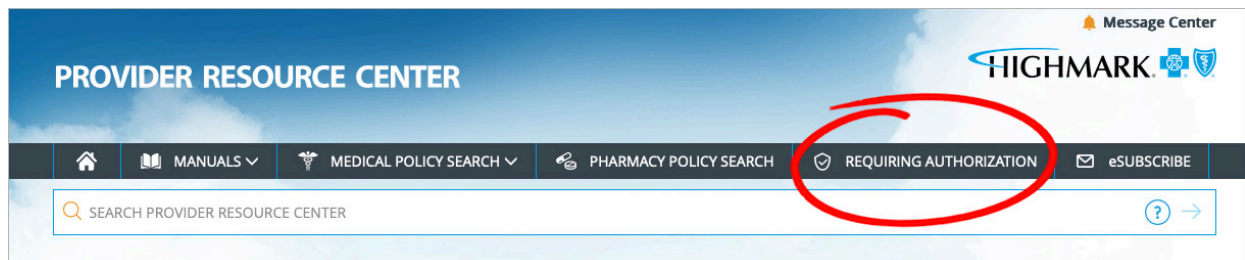 Message Center
PROVIDER RESOURCE CENTER
HIGHMARK.
MANUALS MEDICAL POLICY SEARCH PHARMACY POLICY SEARCH REQUIRING AUTHORIZATION eSUBSCRIBE
SEARCH PROVIDER RESOURCE CENTER ?